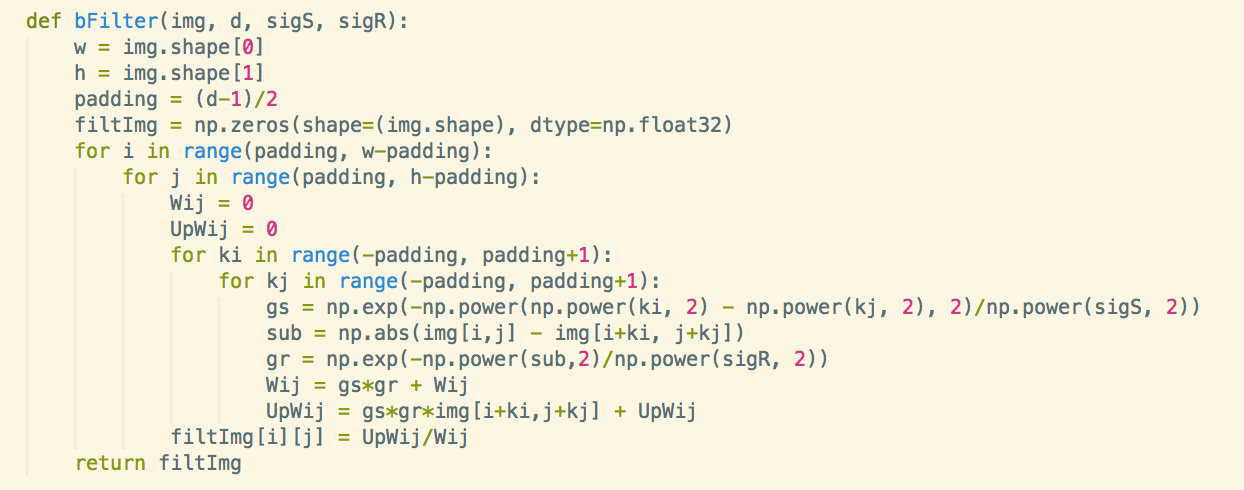 def bFilter(img, d, sigS, sigR):
    w = img.shape[0]
    h = img.shape[1]
    padding = (d-1)/2
    filtImg = np.zeros(shape=(img.shape), dtype=np.float32)
    for i in range(padding, w-padding):
        for j in range(padding, h-padding):
            Wij = 0
            UpWij = 0
            for ki in range(-padding, padding+1):
                for kj in range(-padding, padding+1):
                    gs = np.exp(-np.power(np.power(ki, 2) - np.power(kj, 2), 2)/np.power(sigS, 2))
                    sub = np.abs(img[i,j] - img[i+ki, j+kj])
                    gr = np.exp(-np.power(sub,2)/np.power(sigR, 2))
                    Wij = gs*gr + Wij
                    UpWij = gs*gr*img[i+ki,j+kj] + UpWij
            filtImg[i][j] = UpWij/Wij
    return filtImg